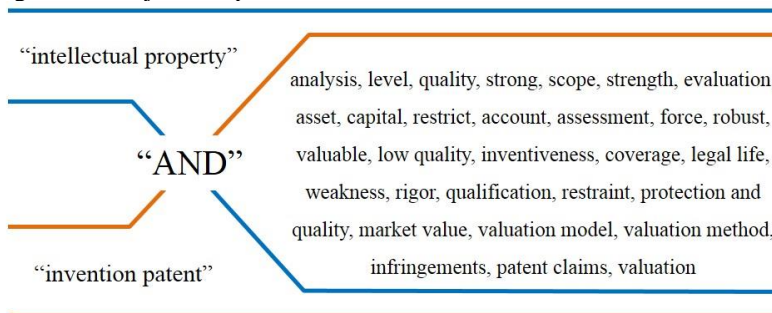 “intellectual property”
“AND”
“invention patent”
analysis, level, quality, strong, scope, strength, evaluation
asset, capital, restrict, account, assessment, force, robust,
valuable, low quality, inventiveness, coverage, legal life,
weakness, rigor, qualification, restraint, protection and
quality, market value, valuation model, valuation method,
infringements, patent claims, valuation